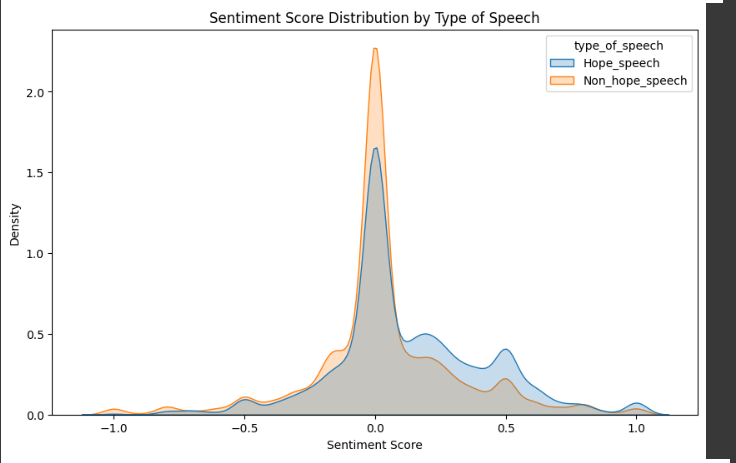 Sentiment Score Distribution by Type of Speech
type_of_speech
Hope_speech
Non_hope_speech
2.0
1.5
1.0
0.5
0.0
Density
−1.0 −0.5 0.0 0.5 1.0
Sentiment Score